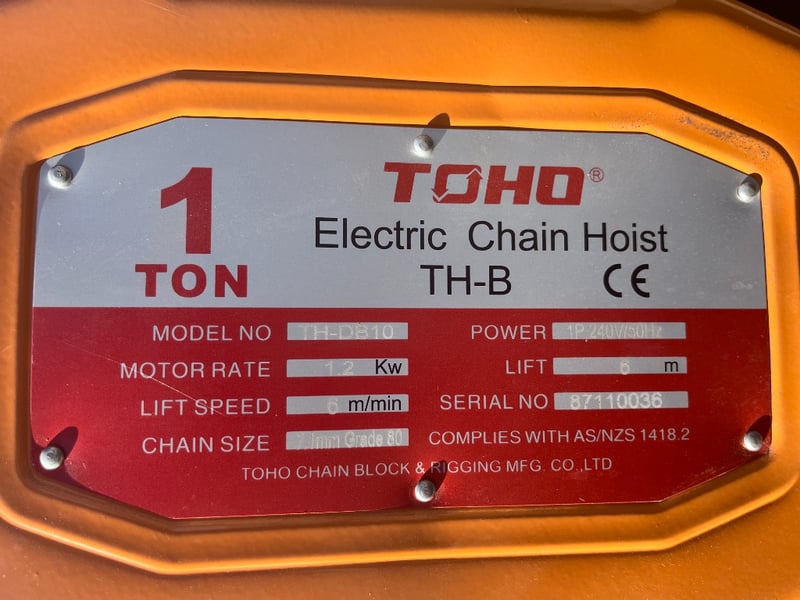 1
TON
TOHO®
Electric Chain Hoist
TH-B CE
MODEL NO TH-DB10
MOTOR RATE 1.2 Kw
LIFT SPEED 6 m/min
CHAIN SIZE 7.1mm Grade 80
POWER 1P 240V/50Hz
LIFT 6 m
SERIAL NO 87110036
COMPLIES WITH AS/NZS 1418.2
TOHO CHAIN BLOCK & RIGGING MFG. CO.,LTD